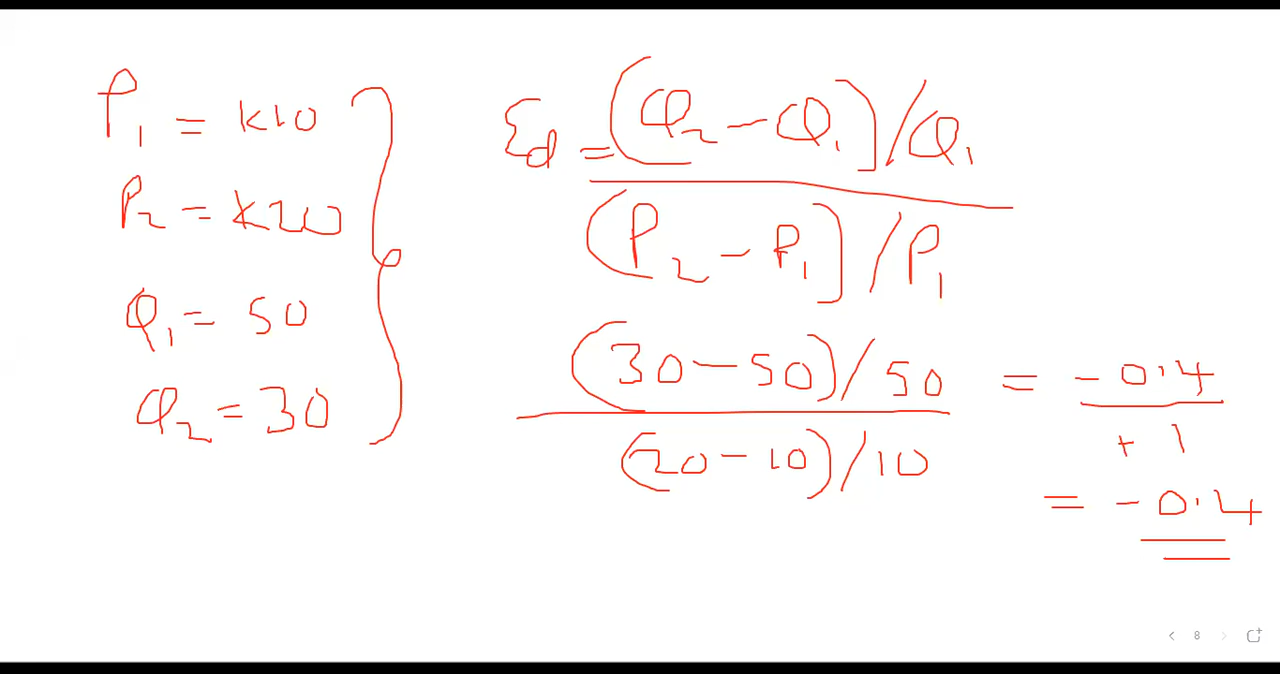 P₁ = K10
P₂ = K20
Q₁ = 50
Q₂ = 30
Ed = (Q₂ - Q₁) / Q₁
(P₂ - P₁) / P₁
(30 - 50) / 50 = -0.4
(20 - 10) / 10 + 1
= -0.4
< 8 >